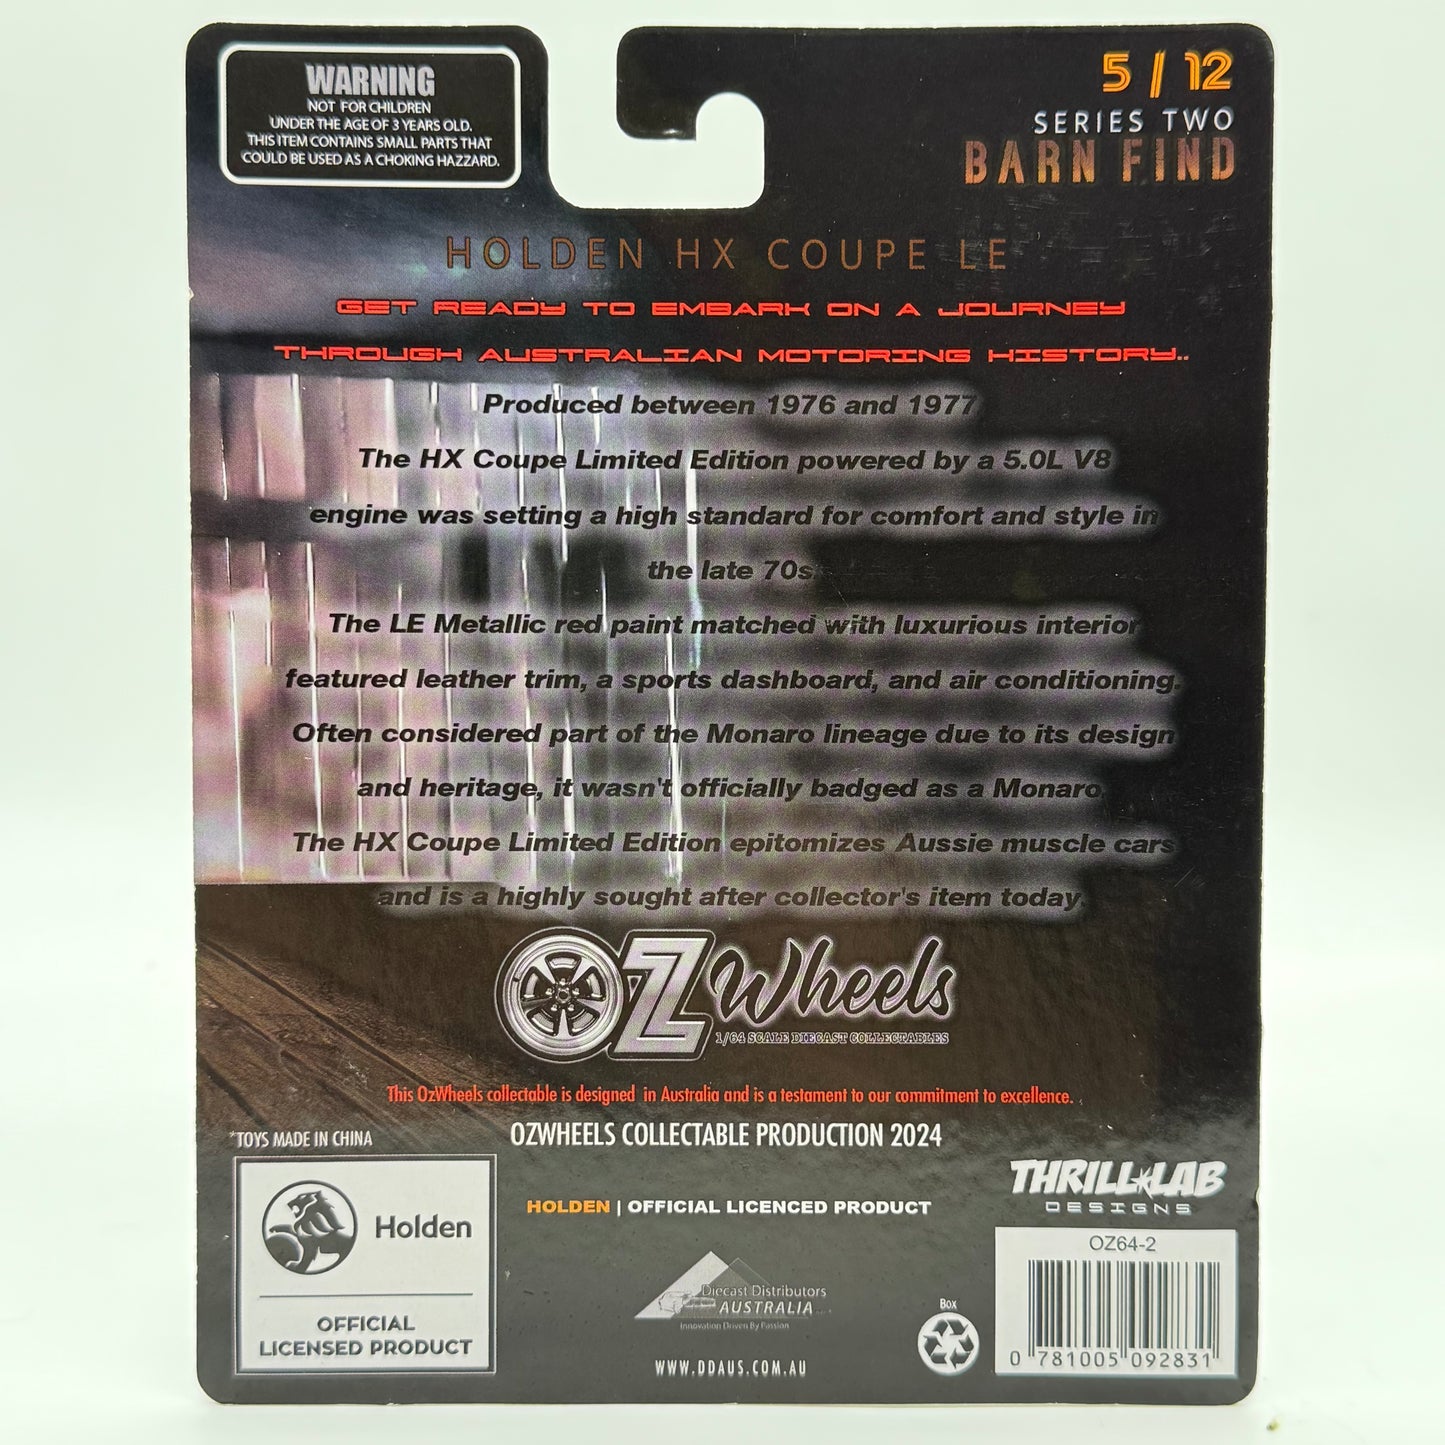 WARNING
NOT FOR CHILDREN
UNDER THE AGE OF 3 YEARS OLD.
THIS ITEM CONTAINS SMALL PARTS THAT
COULD BE USED AS A CHOKING HAZZARD.
5 / 12
SERIES TWO
BARN FIND
HOLDEN HX COUPE LE
GET READY TO EMBARK ON A JOURNEY
THROUGH AUSTRALIAN MOTORING HISTORY..
Produced between 1976 and 1977
The HX Coupe Limited Edition powered by a 5.0L V8
engine was setting a high standard for comfort and style in
the late 70s.
The LE Metallic red paint matched with luxurious interior
featured leather trim, a sports dashboard, and air conditioning.
Often considered part of the Monaro lineage due to its design
and heritage, it wasn't officially badged as a Monaro.
The HX Coupe Limited Edition epitomizes Aussie muscle cars
and is a highly sought after collector's item today.
OZ Wheels
1/64 SCALE DIECAST COLLECTABLES
This OzWheels collectable is designed in Australia and is a testament to our commitment to excellence.
*TOYS MADE IN CHINA
OZWHEELS COLLECTABLE PRODUCTION 2024
Holden
OFFICIAL
LICENSED PRODUCT
HOLDEN | OFFICIAL LICENCED PRODUCT
Diecast Distributors
AUSTRALIA
Innovation Driven By Passion
WWW.DDAUS.COM.AU
THRILL LAB
DESIGNS
Box
OZ64-2
0 781005 092831